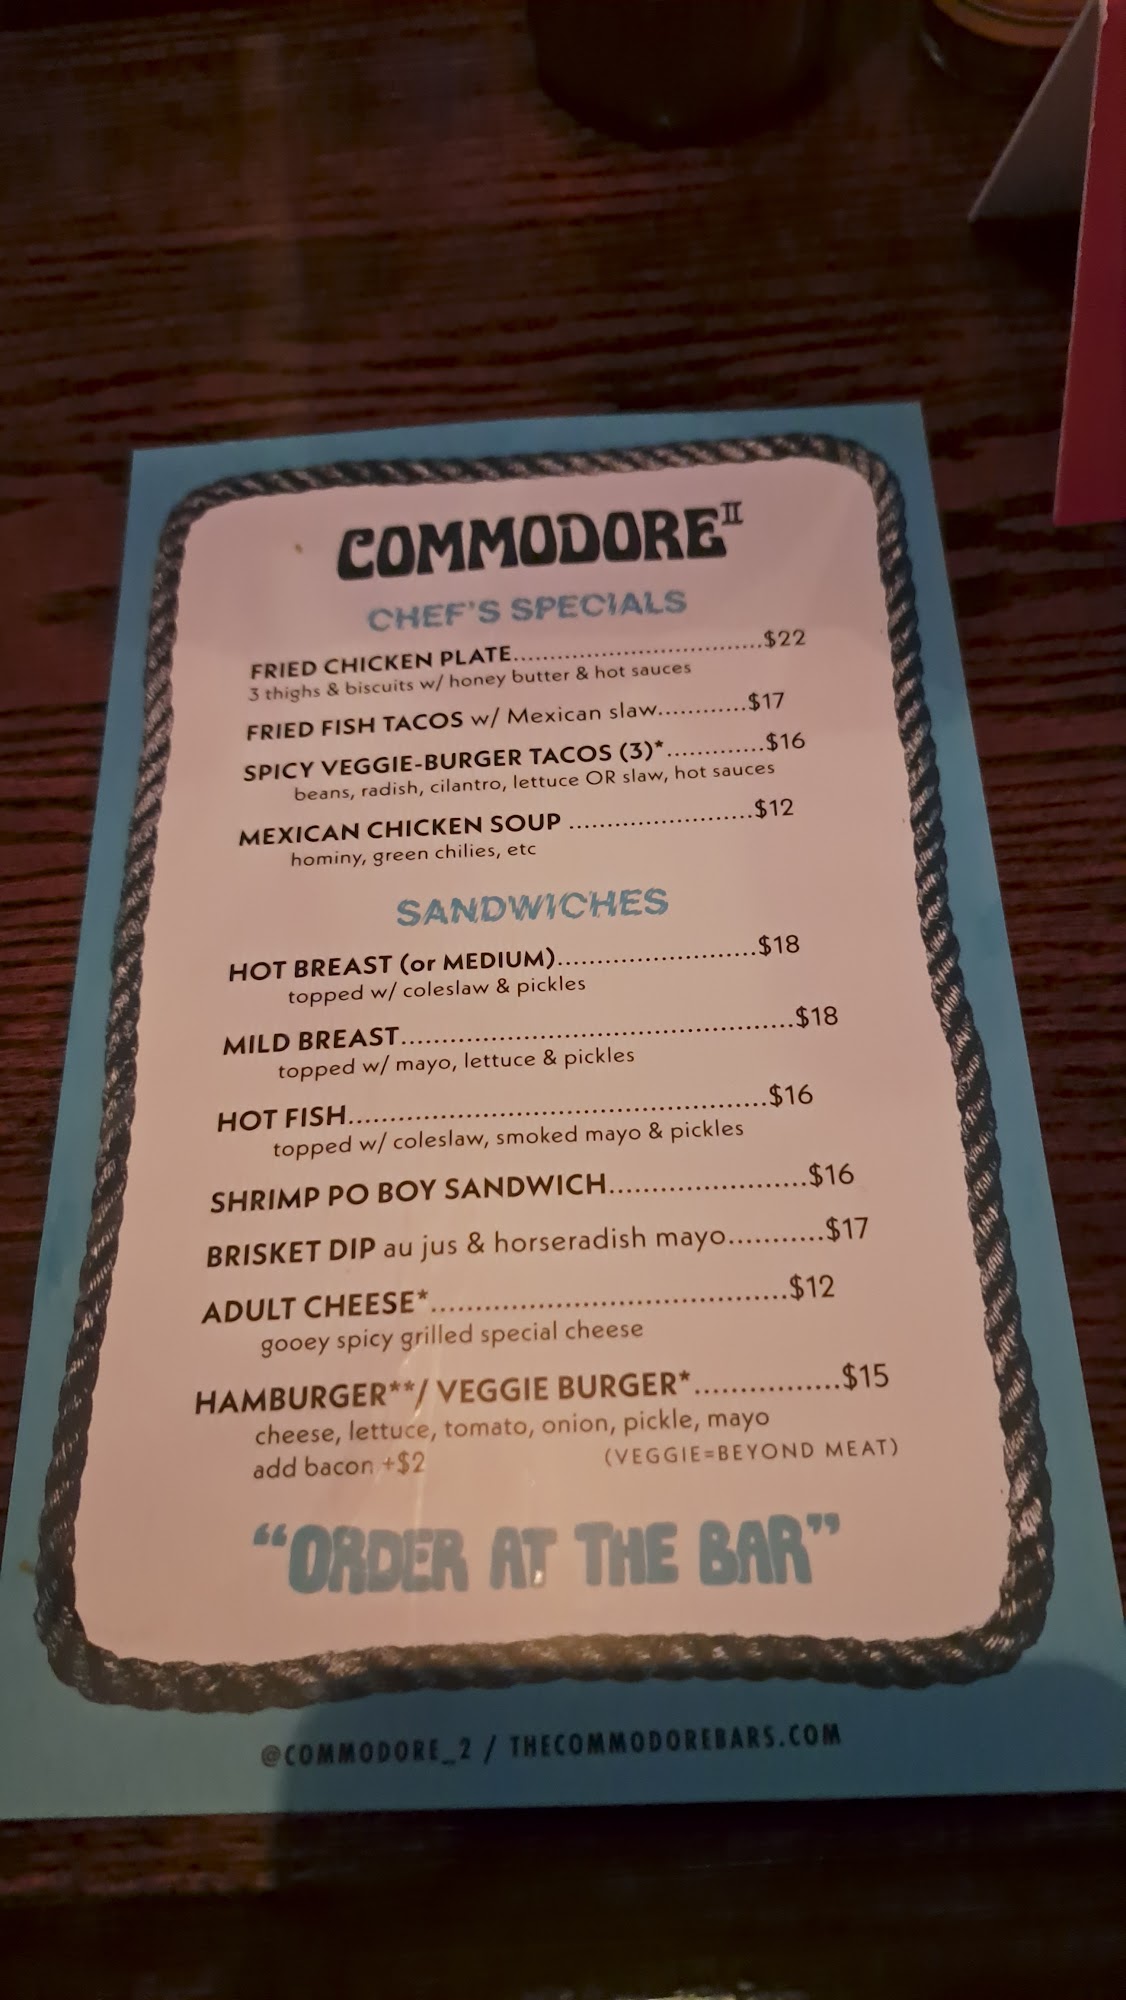 COMMODORE II
CHEF'S SPECIALS
FRIED CHICKEN PLATE..................................$22
3 thighs & biscuits w/ honey butter & hot sauces
FRIED FISH TACOS w/ Mexican slaw............$17
SPICY VEGGIE-BURGER TACOS (3)*.............$16
beans, radish, cilantro, lettuce OR slaw, hot sauces
MEXICAN CHICKEN SOUP .........................$12
hominy, green chilies, etc
SANDWICHES
HOT BREAST (or MEDIUM).........................$18
topped w/ coleslaw & pickles
MILD BREAST.................................................$18
topped w/ mayo, lettuce & pickles
HOT FISH....................................................$16
topped w/ coleslaw, smoked mayo & pickles
SHRIMP PO BOY SANDWICH........................$16
BRISKET DIP au jus & horseradish mayo...........$17
ADULT CHEESE*..........................................$12
gooey spicy grilled special cheese
HAMBURGER**/ VEGGIE BURGER*.................$15
cheese, lettuce, tomato, onion, pickle, mayo
add bacon +$2 (VEGGIE=BEYOND MEAT)
"ORDER AT THE BAR"
@COMMODORE_2 / THECOMMODOREBARS.COM